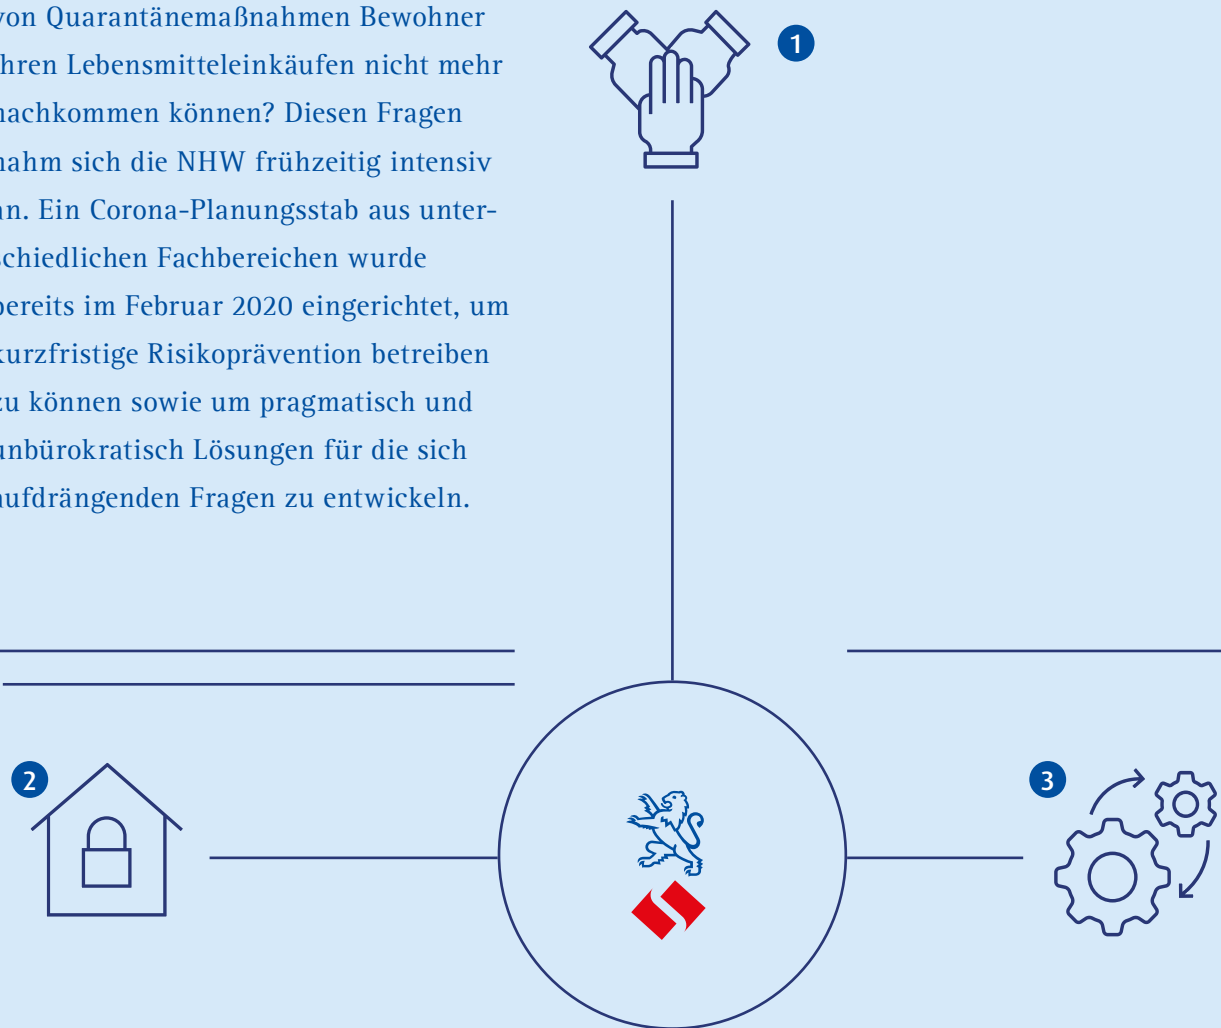 von Quarantänemaßnahmen Bewohner
hren Lebensmitteleinkäufen nicht mehr
nachkommen können? Diesen Fragen
nahm sich die NHW frühzeitig intensiv
an. Ein Corona-Planungsstab aus unter-
schiedlichen Fachbereichen wurde
bereits im Februar 2020 eingerichtet, um
kurzfristige Risikoprävention betreiben
zu können sowie um pragmatisch und
unbürokratisch Lösungen für die sich
aufdrängenden Fragen zu entwickeln.
1
2
3